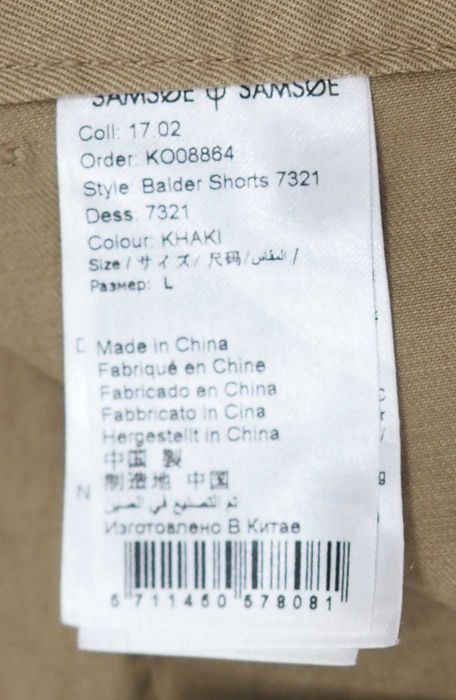 SAMSØE ψ SAMSØE
Coll: 17.02
Order: KO08864
Style: Balder Shorts 7321
Dess: 7321
Colour: KHAKI
Size / サイズ / 尺码 / المقاس /
Размер: L
Made in China
Fabriqué en Chine
Fabricado en China
Fabbricato in Cina
Hergestellt in China
中国 製
制造地 中国
تم التصنيع في الصين
Изготовлено В Китае
5 711460 578081